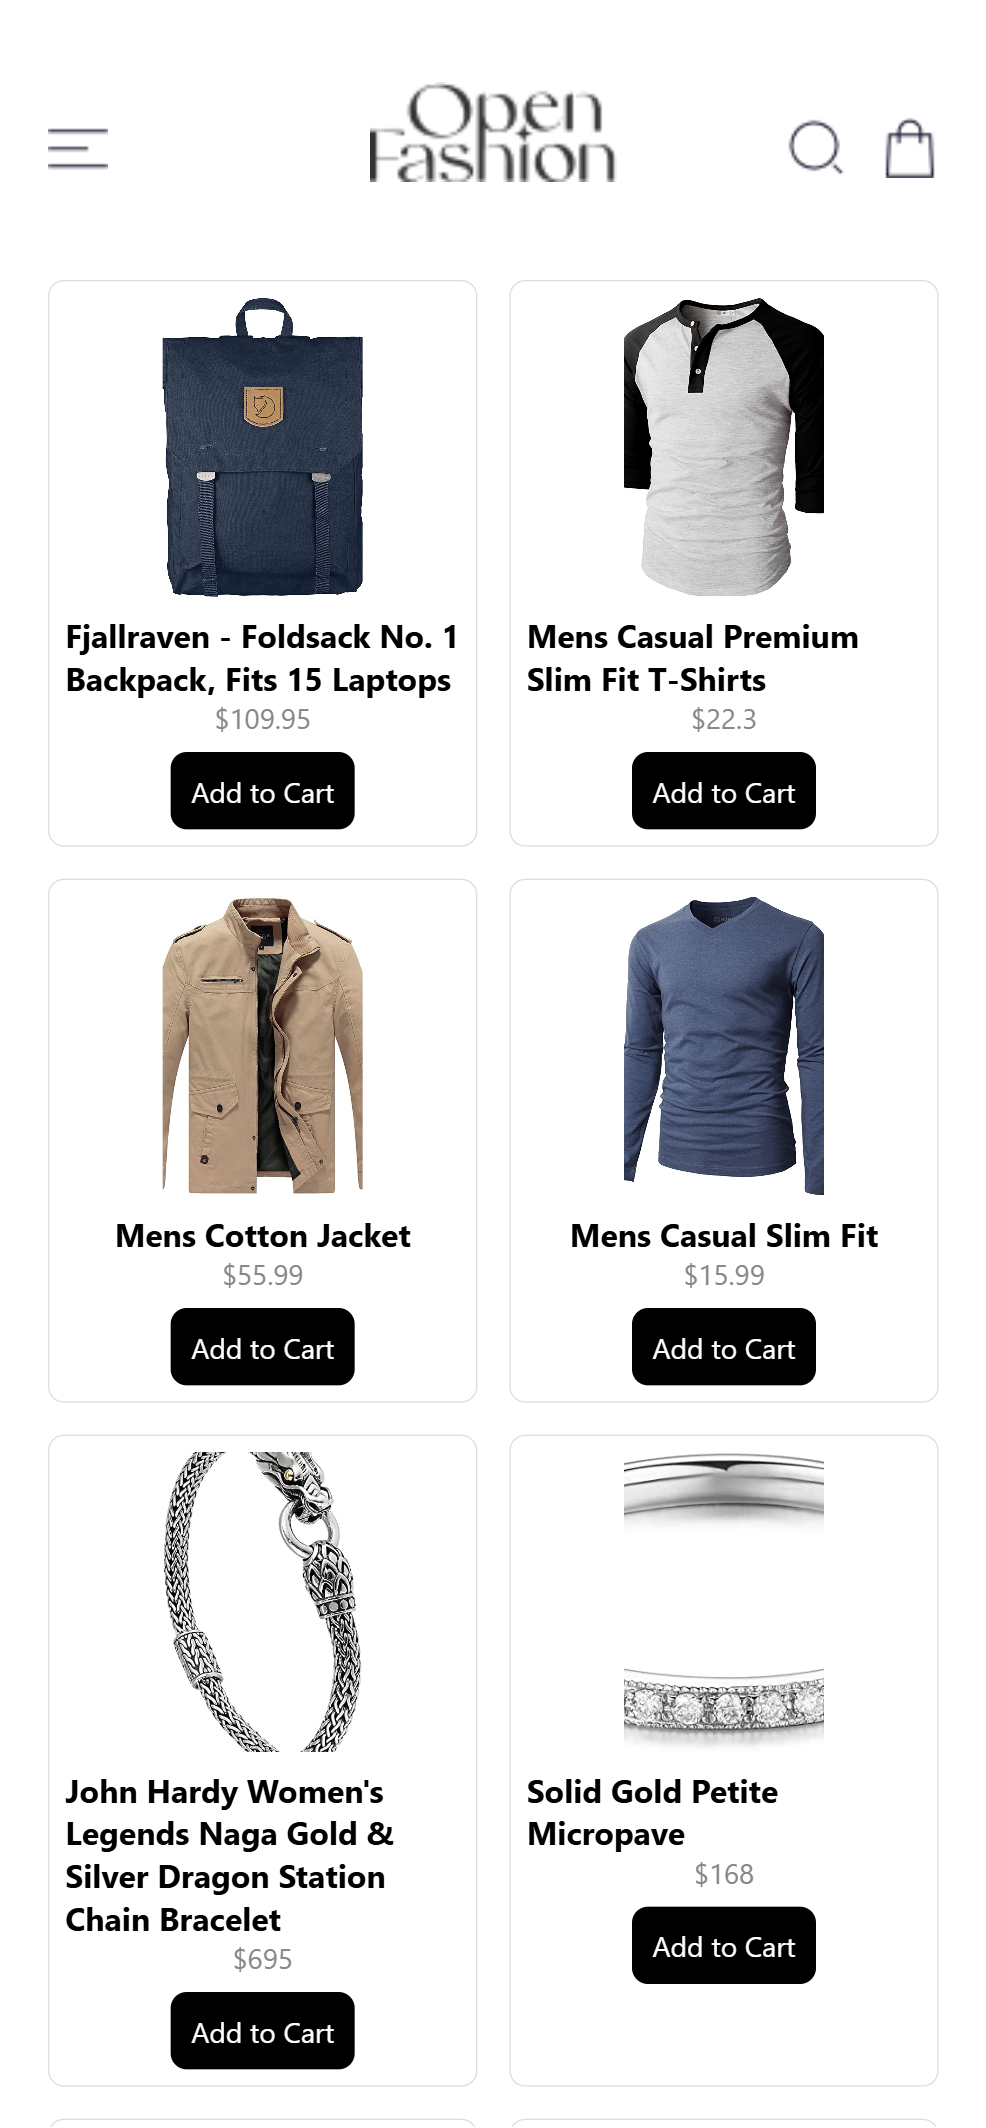 Open
Fashion
Fjallraven - Foldsack No. 1
Backpack, Fits 15 Laptops
$109.95
Add to Cart
Mens Casual Premium
Slim Fit T-Shirts
$22.3
Add to Cart
Mens Cotton Jacket
$55.99
Add to Cart
Mens Casual Slim Fit
$15.99
Add to Cart
John Hardy Women's
Legends Naga Gold &
Silver Dragon Station
Chain Bracelet
$695
Add to Cart
Solid Gold Petite
Micropave
$168
Add to Cart